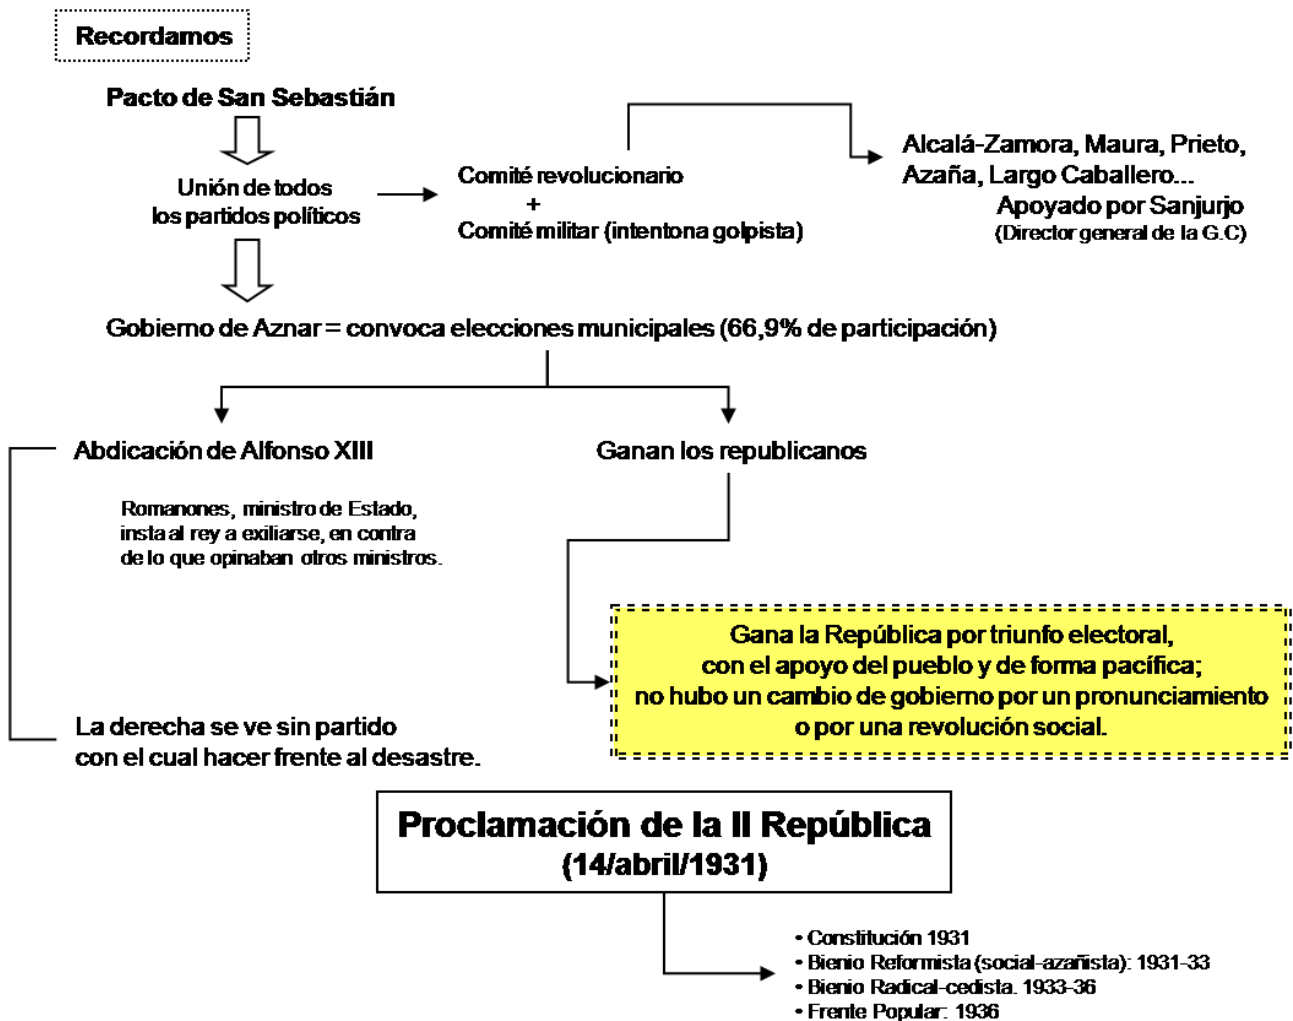 Recordamos
Pacto de San Sebastián
Unión de todos
los partidos políticos
Comité revolucionario
+
Comité militar (intentona golpista)
Alcalá-Zamora, Maura, Prieto,
Azaña, Largo Caballero...
Apoyado por Sanjurjo
(Director general de la G.C)
Gobierno de Aznar = convoca elecciones municipales (66,9% de participación)
Abdicación de Alfonso XIII
Ganan los republicanos
Romanones, ministro de Estado,
insta al rey a exiliarse, en contra
de lo que opinaban otros ministros.
Gana la República por triunfo electoral,
con el apoyo del pueblo y de forma pacífica;
no hubo un cambio de gobierno por un pronunciamiento
o por una revolución social.
La derecha se ve sin partido
con el cual hacer frente al desastre.
Proclamación de la II República
(14/abril/1931)
• Constitución 1931
• Bienio Reformista (social-azañista): 1931-33
• Bienio Radical-cedista. 1933-36
• Frente Popular: 1936